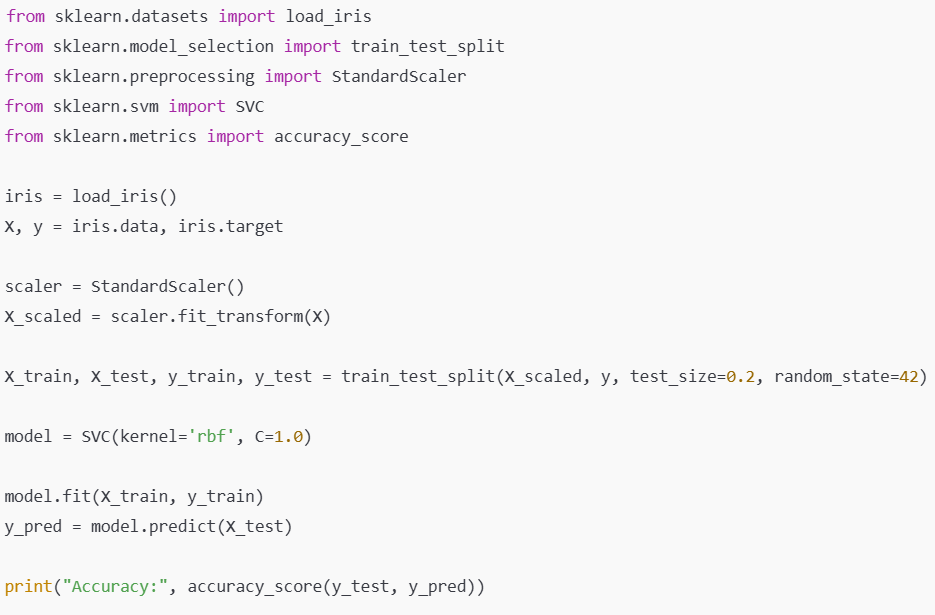 from sklearn.datasets import load_iris
from sklearn.model_selection import train_test_split
from sklearn.preprocessing import StandardScaler
from sklearn.svm import SVC
from sklearn.metrics import accuracy_score
iris = load_iris()
X, y = iris.data, iris.target
scaler = StandardScaler()
X_scaled = scaler.fit_transform(X)
X_train, X_test, y_train, y_test = train_test_split(X_scaled, y, test_size=0.2, random_state=42)
model = SVC(kernel='rbf', C=1.0)
model.fit(X_train, y_train)
y_pred = model.predict(X_test)
print("Accuracy:", accuracy_score(y_test, y_pred))